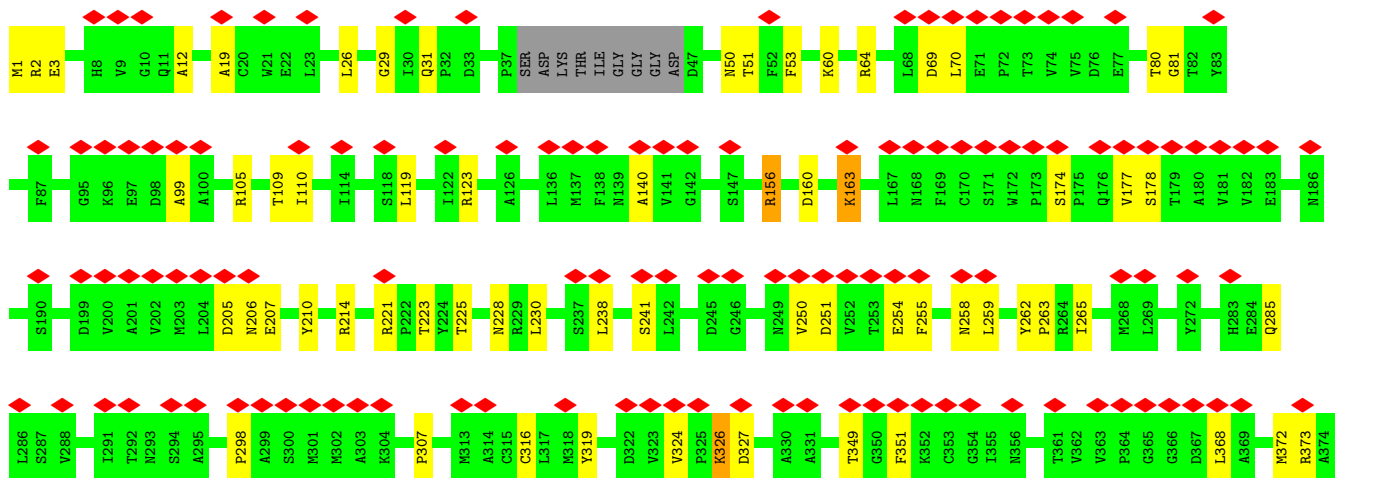 M1 R2 E3 H8 V9 G10 Q11 A12 A19 C20 W21 E22 L23 L26 G29 I30 Q31 P32 D33 P37 SER ASP LYS THR ILE GLY GLY GLY ASP D47 N50 T51 F52 F53 K60 R64 L68 D69 L70 E71 P72 T73 V74 V75 D76 E77 T80 G81 T82 Y83
F87 G95 K96 E97 D98 A99 A100 R105 T109 I110 I114 S118 L119 I122 R123 A126 L136 M137 F138 N139 A140 V141 G142 S147 R156 D160 K163 L167 N168 F169 C170 S171 W172 P173 S174 P175 Q176 V177 S178 T179 A180 V181 V182 E183 N186
S190 D199 V200 A201 V202 M203 L204 D205 N206 E207 Y210 R214 R221 P222 T223 Y224 T225 N228 R229 L230 S237 L238 S241 L242 D245 G246 N249 V250 D251 V252 T253 E254 F255 N258 L259 Y262 P263 R264 I265 M268 L269 Y272 H283 E284 Q285
L286 S287 V288 I291 T292 N293 S294 A295 P298 A299 S300 M301 M302 A303 K304 P307 M313 A314 C315 C316 L317 M318 Y319 D322 V323 V324 P325 K326 D327 A330 A331 T349 G350 F351 K352 C353 G354 I355 N356 T361 V362 V363 P364 G365 G366 D367 L368 A369 M372 R373 A374